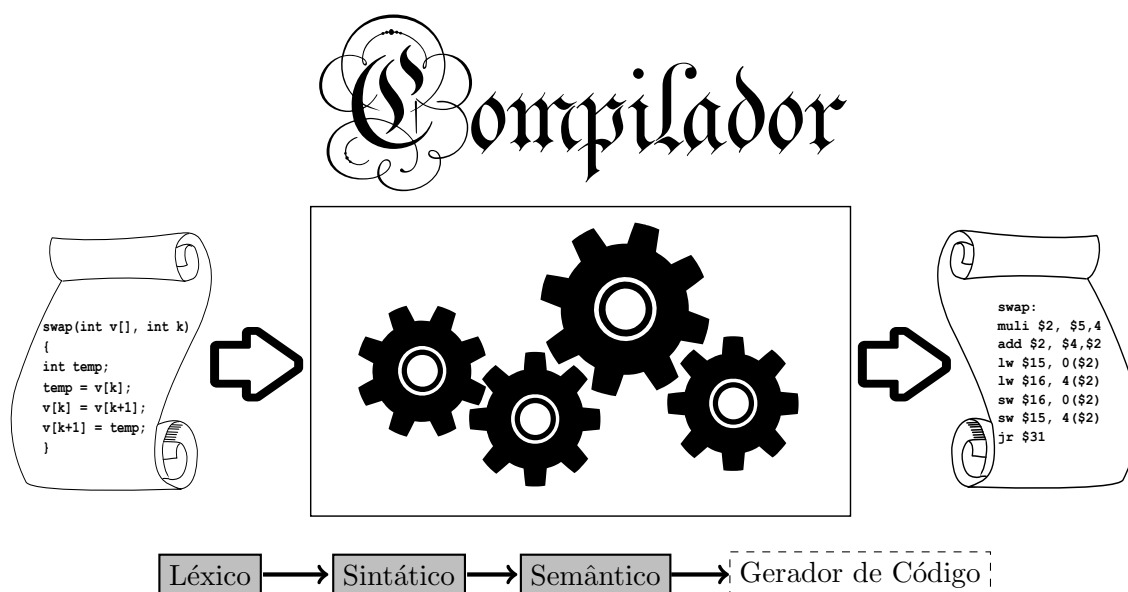 Compilador
swap(int v[], int k)
{
int temp;
temp = v[k];
v[k] = v[k+1];
v[k+1] = temp;
}
swap:
muli $2, $5,4
add $2, $4,$2
lw $15, 0($2)
lw $16, 4($2)
sw $16, 0($2)
sw $15, 4($2)
jr $31
Léxico
Sintático
Semântico
Gerador de Código